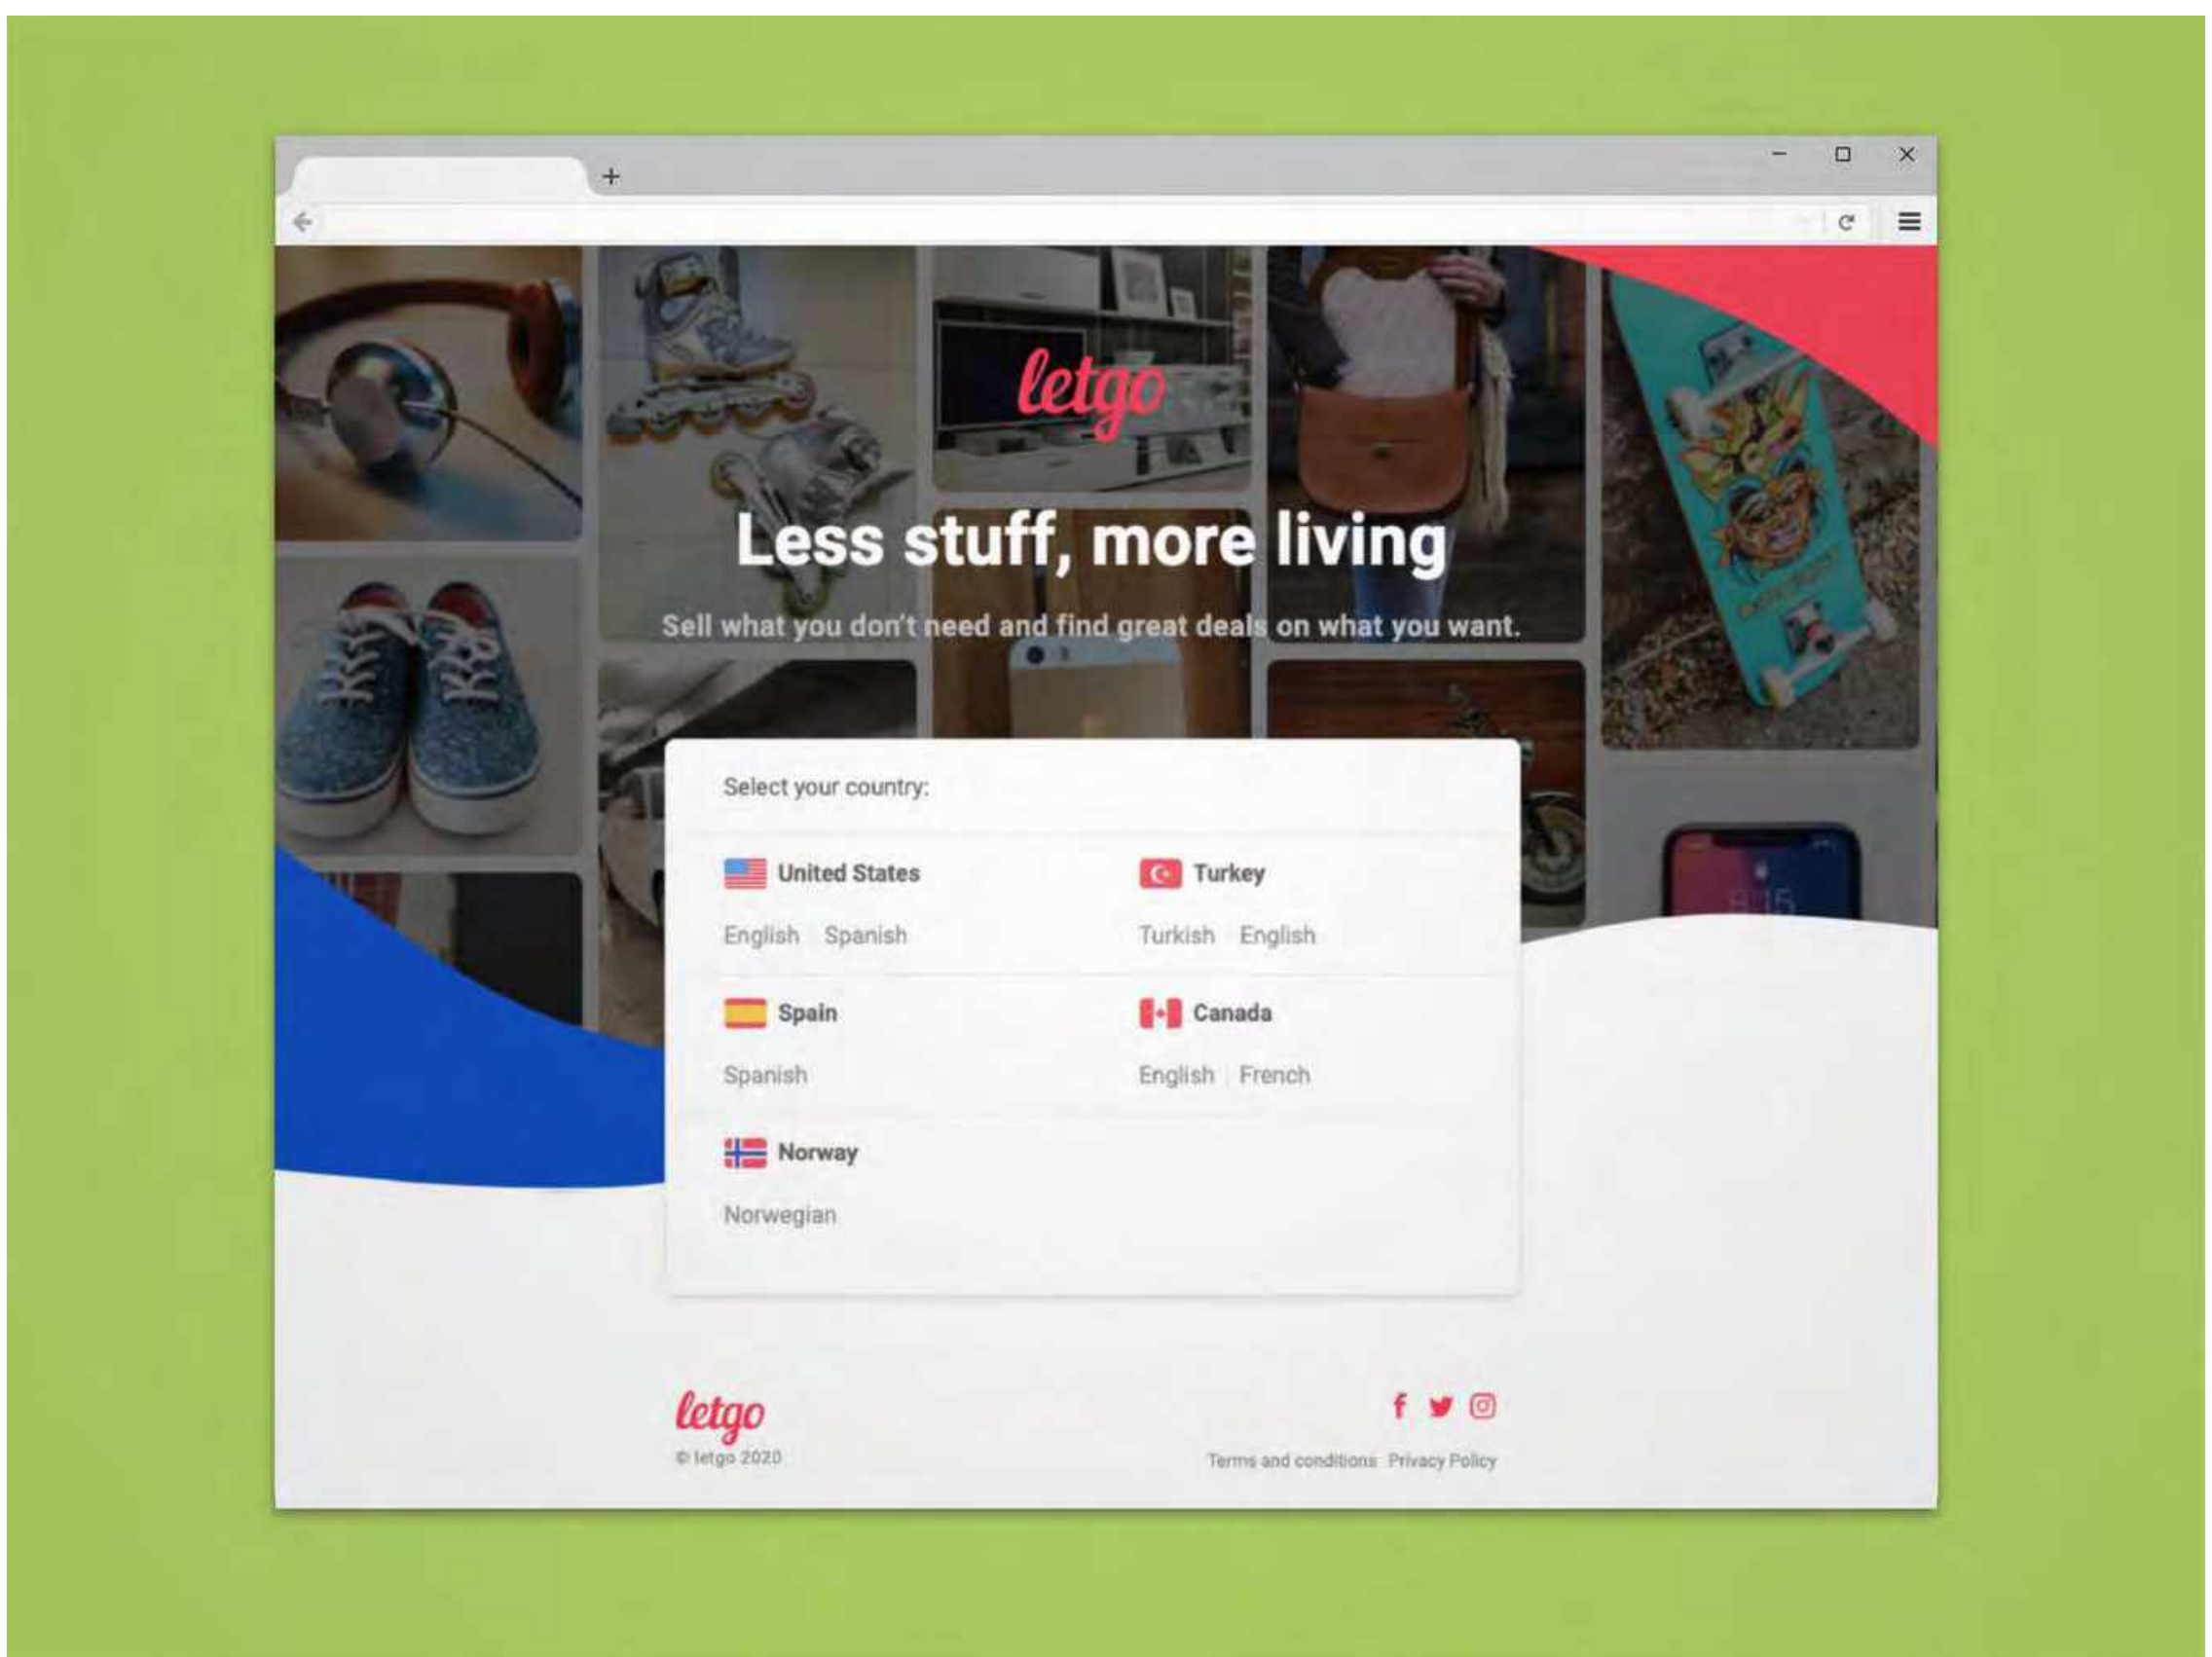 letgo
Less stuff, more living
Sell what you don't need and find great deals on what you want.
Select your country:
United States
English Spanish
Turkey
Turkish English
Spain
Spanish
Canada
English French
Norway
Norwegian
8:15
letgo
© letgo 2020
Terms and conditions Privacy Policy